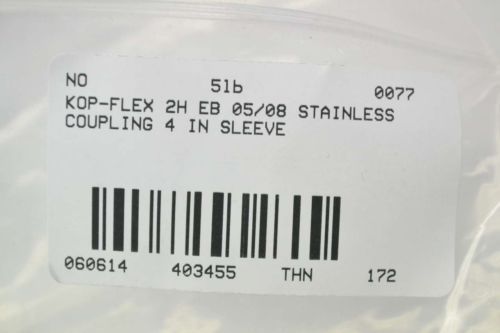 NO 51b 0077
KOP-FLEX 2H EB 05/08 STAINLESS
COUPLING 4 IN SLEEVE
060614 403455 THN 172